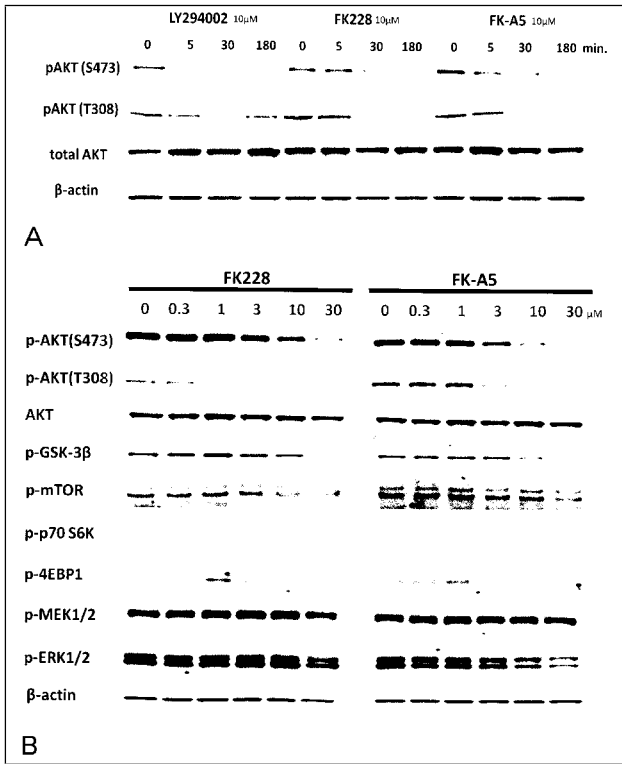 LY294002 10μM FK228 10μM FK-A5 10μM
0 5 30 180 0 5 30 180 0 5 30 180 min.
pAKT (S473)
pAKT (T308)
total AKT
β-actin
A
FK228 FK-A5
0 0.3 1 3 10 30 0 0.3 1 3 10 30 μM
p-AKT(S473)
p-AKT(T308)
AKT
p-GSK-3β
p-mTOR
p-p70 S6K
p-4EBP1
p-MEK1/2
p-ERK1/2
β-actin
B